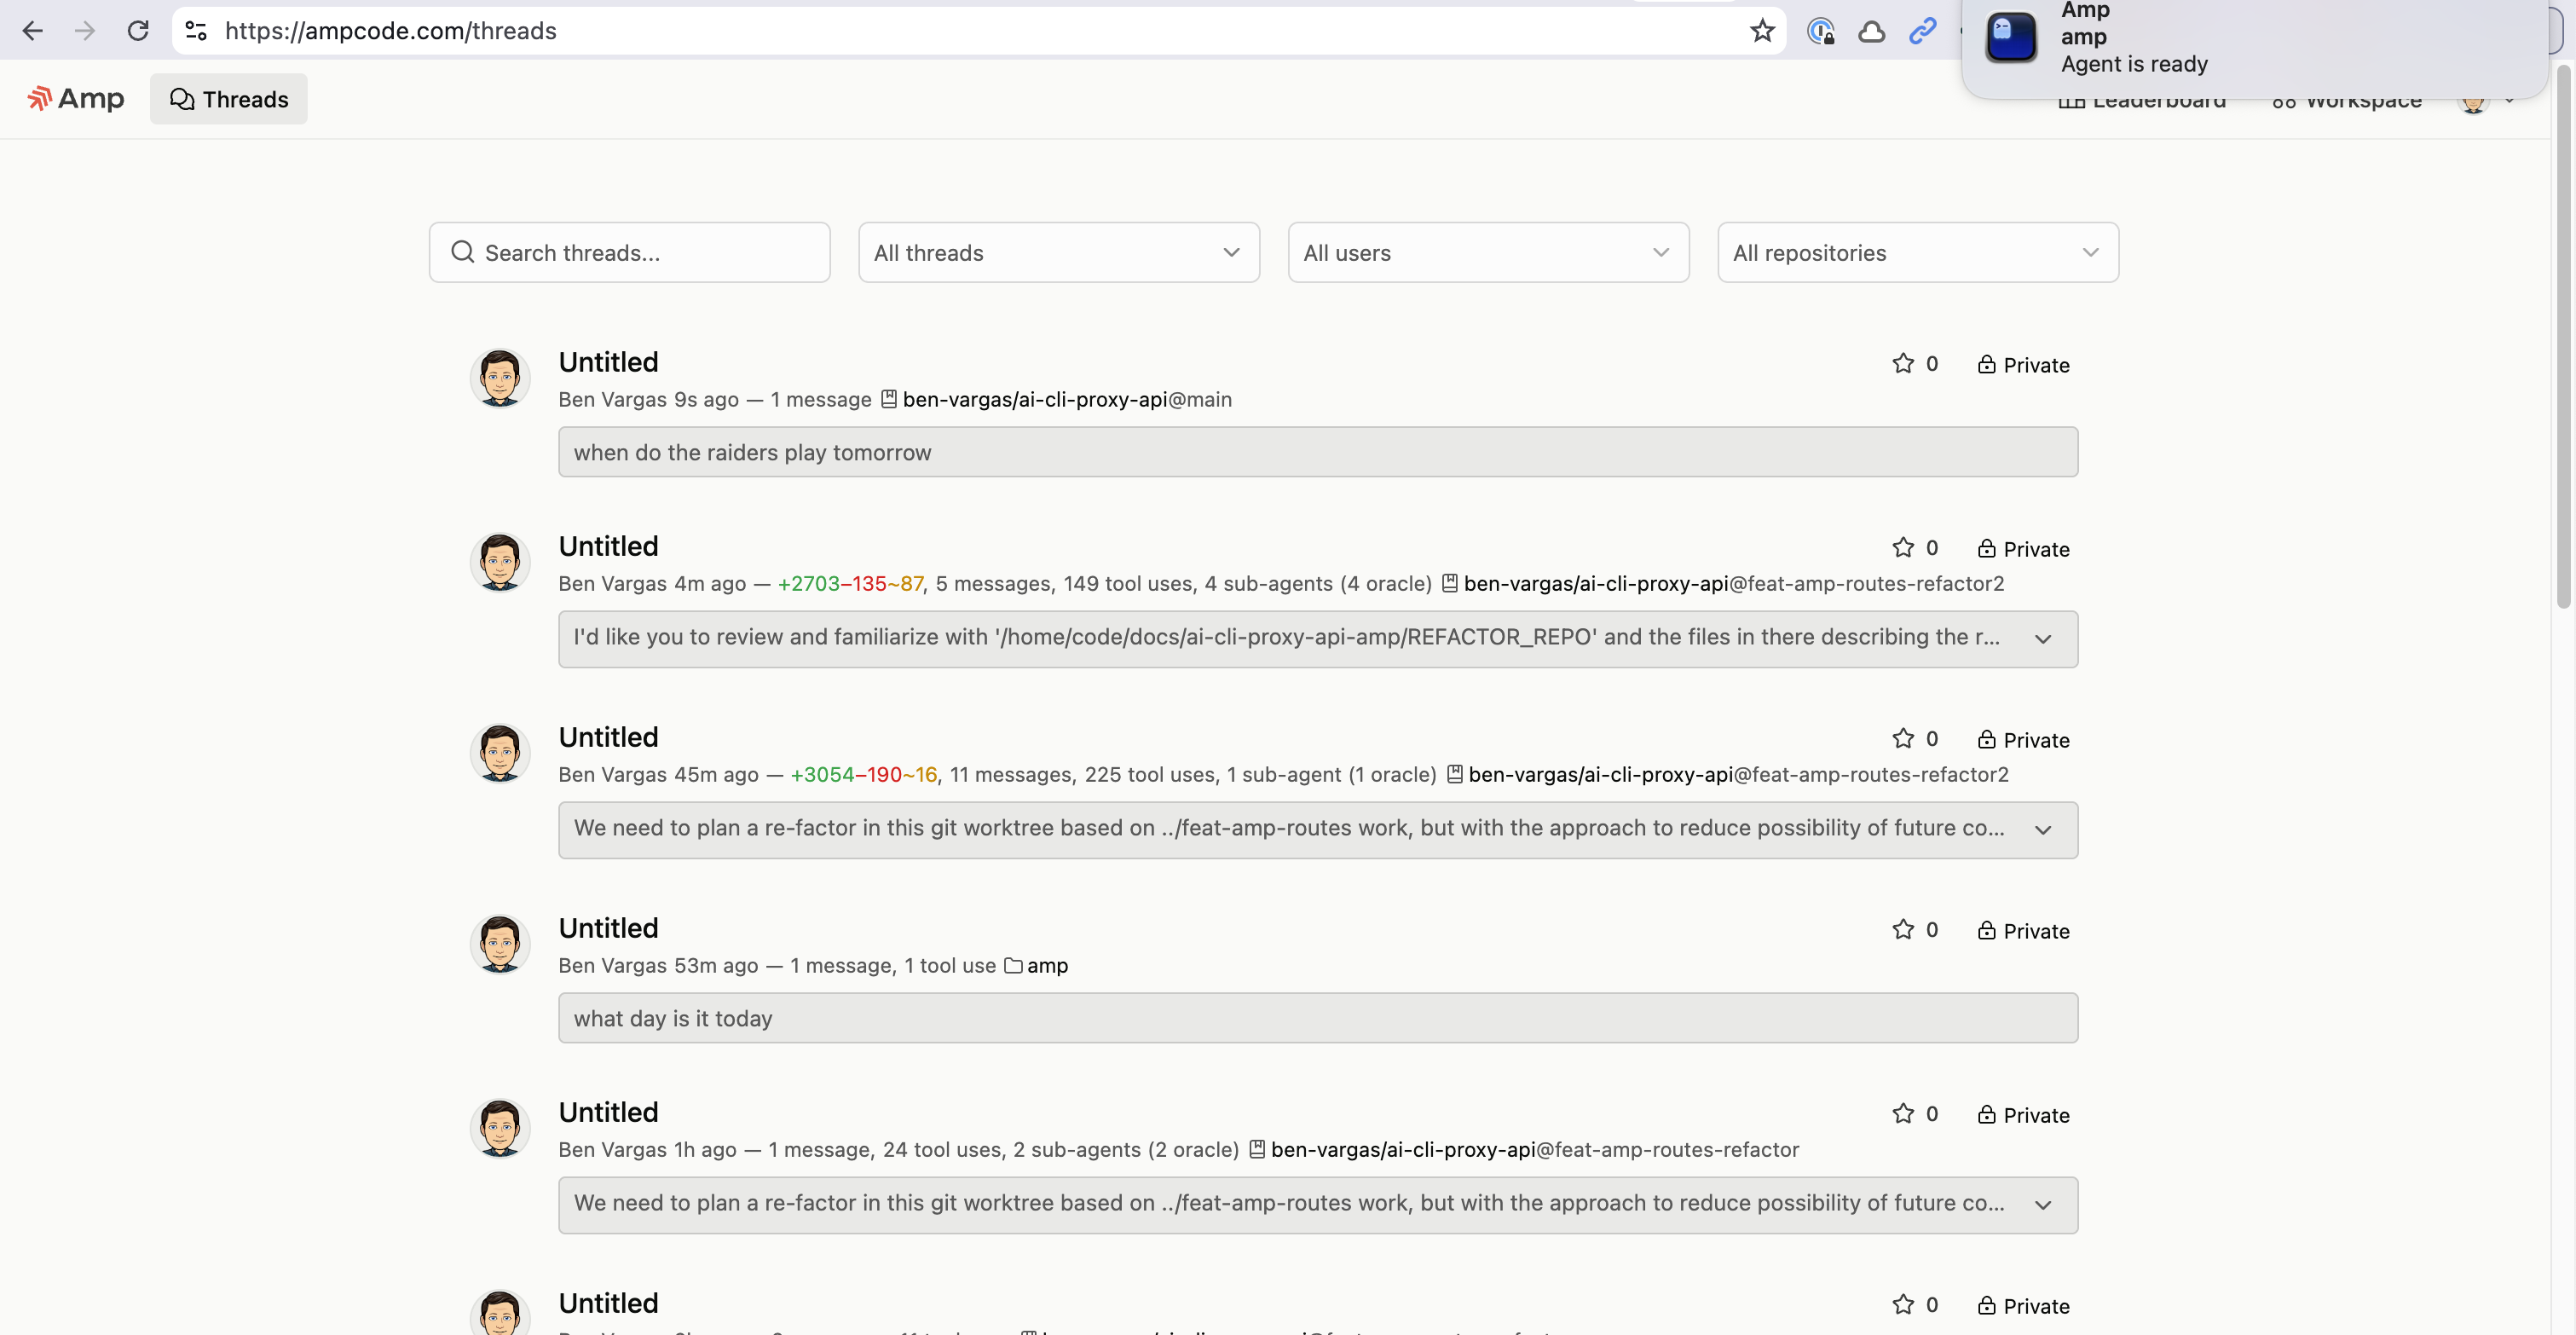 https://ampcode.com/threads
Amp
amp
Agent is ready
Amp
Threads
Leaderboard
Workspace
Search threads...
All threads
All users
All repositories
Untitled
0
Private
Ben Vargas 9s ago — 1 message ben-vargas/ai-cli-proxy-api@main
when do the raiders play tomorrow
Untitled
0
Private
Ben Vargas 4m ago — +2703–135~87, 5 messages, 149 tool uses, 4 sub-agents (4 oracle) ben-vargas/ai-cli-proxy-api@feat-amp-routes-refactor2
I'd like you to review and familiarize with '/home/code/docs/ai-cli-proxy-api-amp/REFACTOR_REPO' and the files in there describing the r...
Untitled
0
Private
Ben Vargas 45m ago — +3054–190~16, 11 messages, 225 tool uses, 1 sub-agent (1 oracle) ben-vargas/ai-cli-proxy-api@feat-amp-routes-refactor2
We need to plan a re-factor in this git worktree based on ../feat-amp-routes work, but with the approach to reduce possibility of future co...
Untitled
0
Private
Ben Vargas 53m ago — 1 message, 1 tool use amp
what day is it today
Untitled
0
Private
Ben Vargas 1h ago — 1 message, 24 tool uses, 2 sub-agents (2 oracle) ben-vargas/ai-cli-proxy-api@feat-amp-routes-refactor
We need to plan a re-factor in this git worktree based on ../feat-amp-routes work, but with the approach to reduce possibility of future co...
Untitled
0
Private